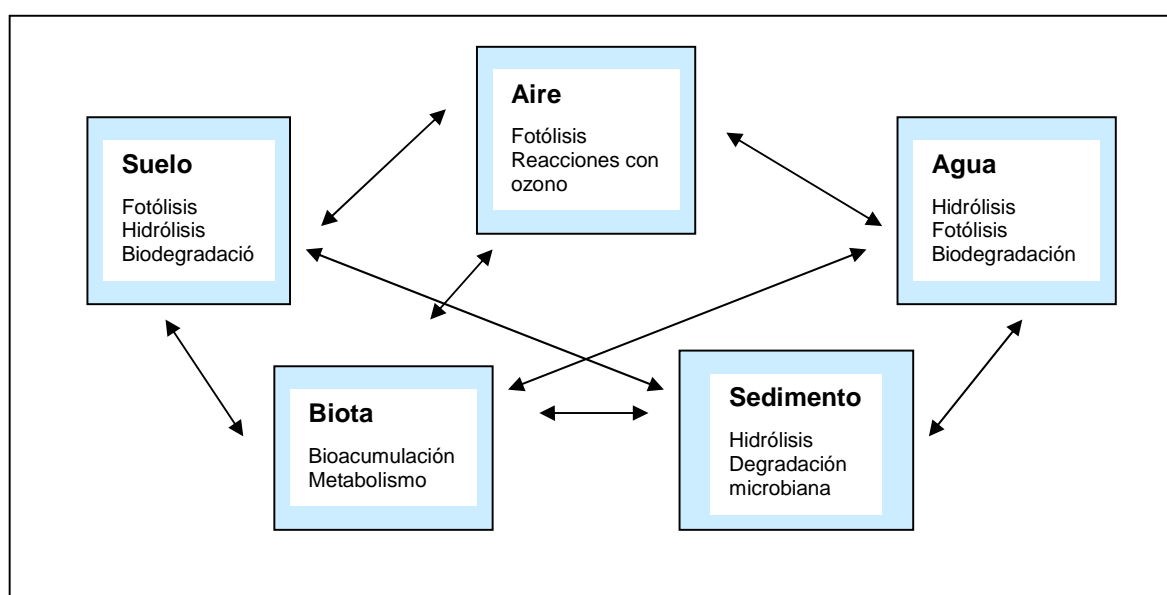 Aire
Fotólisis
Reacciones con
ozono
Suelo
Fotólisis
Hidrólisis
Biodegradació
Agua
Hidrólisis
Fotólisis
Biodegradación
Biota
Bioacumulación
Metabolismo
Sedimento
Hidrólisis
Degradación
microbiana